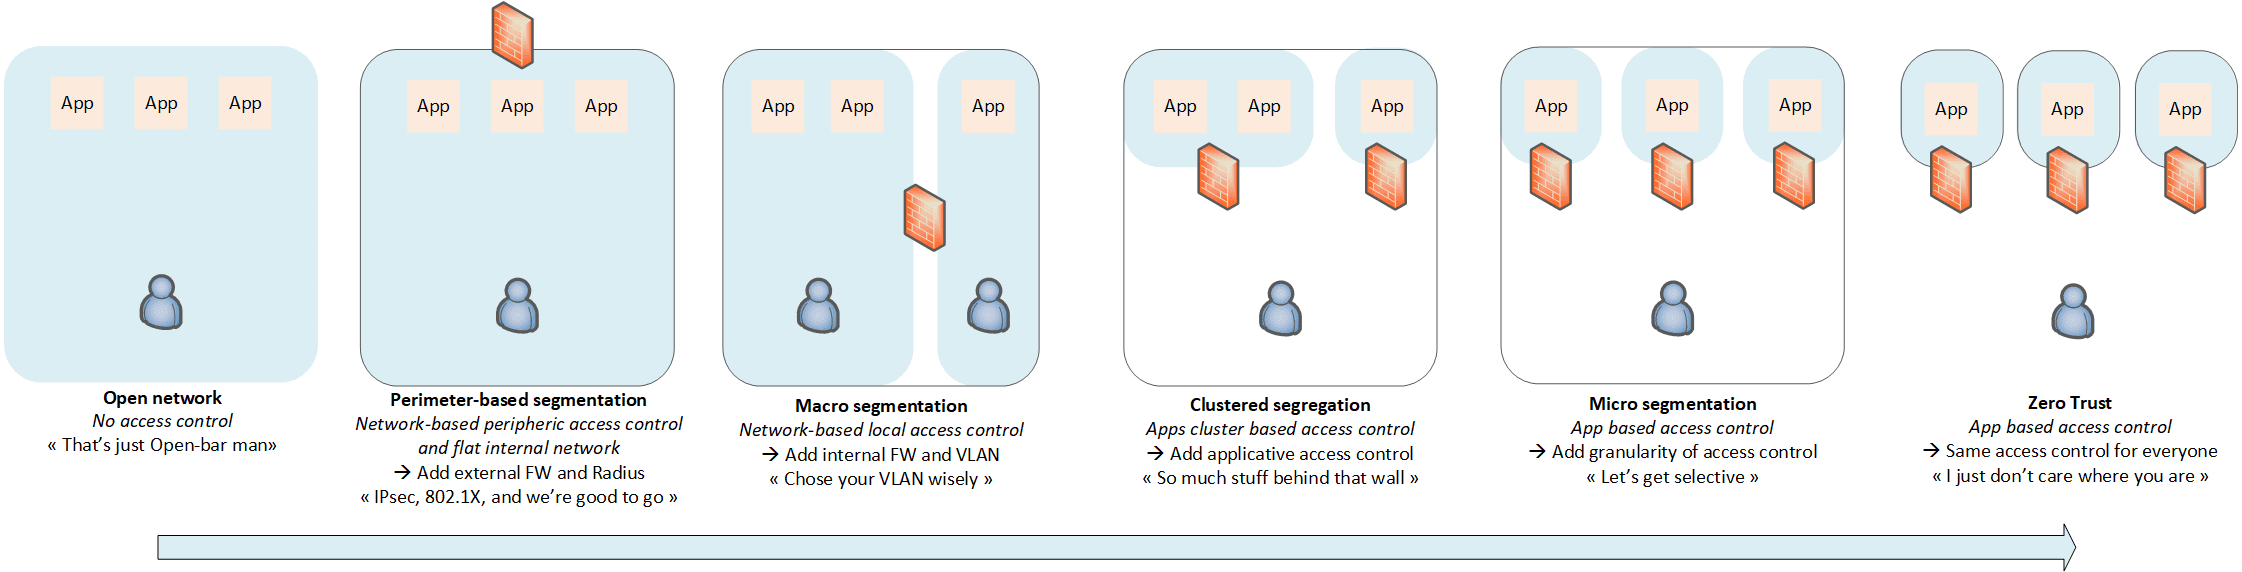 App App App
Open network
No access control
« That's just Open-bar man»
App App App
Perimeter-based segmentation
Network-based peripheric access control
and flat internal network
→ Add external FW and Radius
« IPsec, 802.1X, and we're good to go »
App App App
Macro segmentation
Network-based local access control
→ Add internal FW and VLAN
« Chose your VLAN wisely »
App App App
Clustered segregation
Apps cluster based access control
→ Add applicative access control
« So much stuff behind that wall »
App App App
Micro segmentation
App based access control
→ Add granularity of access control
« Let's get selective »
App App App
Zero Trust
App based access control
→ Same access control for everyone
« I just don't care where you are »